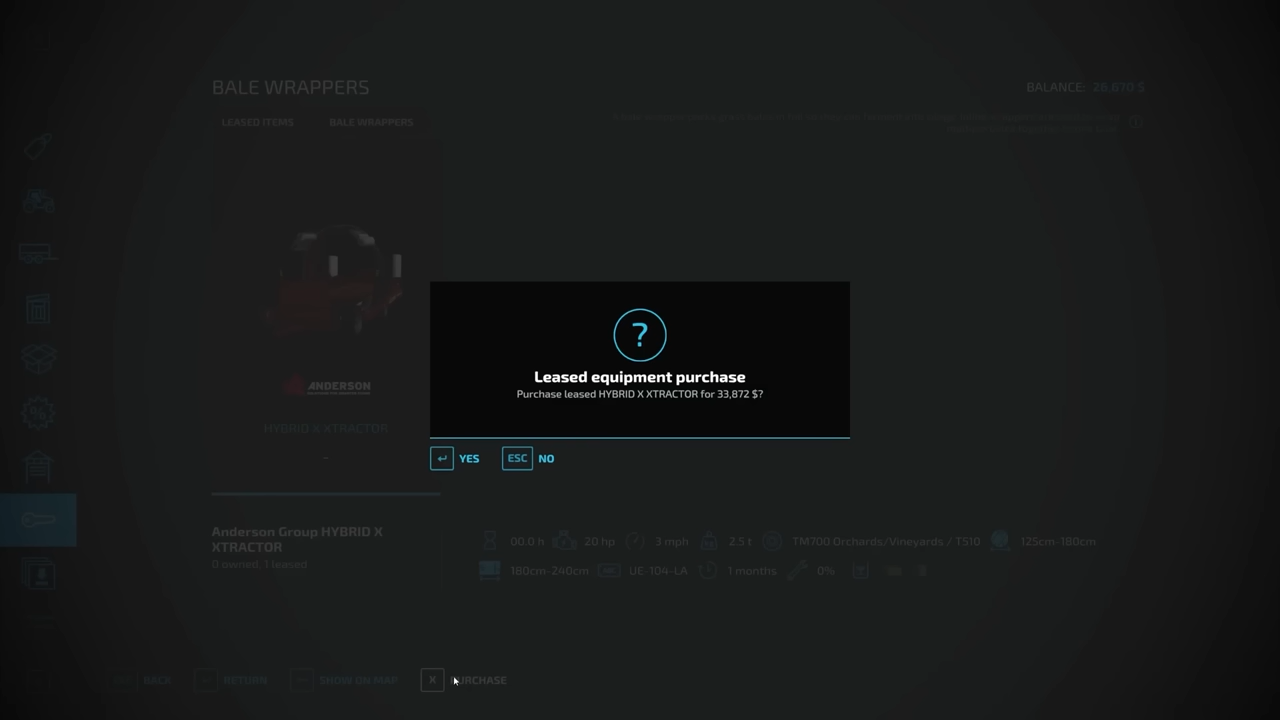 BALE WRAPPERS
BALANCE: 28,670 $
LEASED ITEMS BALE WRAPPERS
ANDERSON
HYBRID X XTRACTOR
-
?
Leased equipment purchase
Purchase leased HYBRID X XTRACTOR for 33,872 $?
↵ YES ESC NO
Anderson Group HYBRID X
XTRACTOR
0 owned, 1 leased
00.0 h 20 hp 3 mph 2.5 t TM700 Orchards/Vineyards / T510 125cm-180cm
180cm-240cm UE-104-LA 1 months 0%
BACK RETURN SHOW ON MAP X PURCHASE